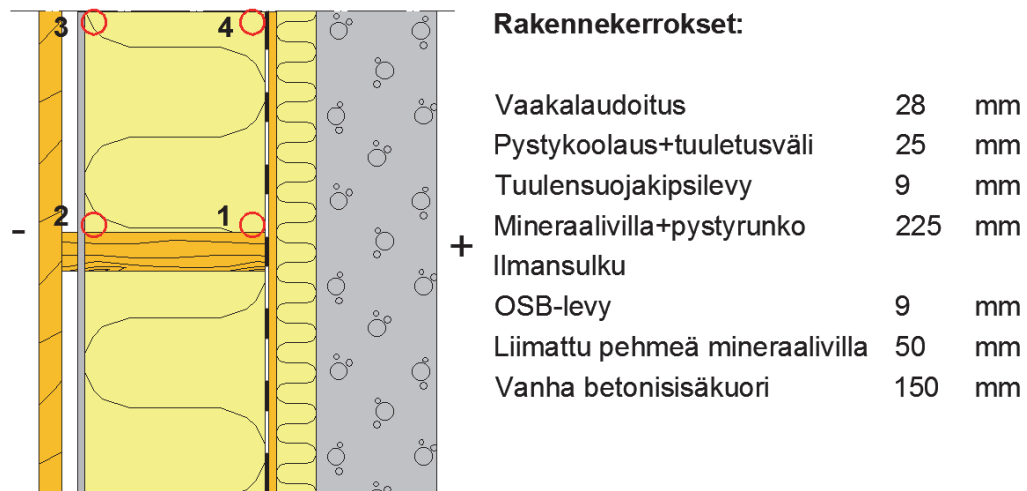 3
4
2
1
-
+
Rakennekerrokset:
Vaakalaudoitus 28 mm
Pystykoolaus+tuuletusväli 25 mm
Tuulensuojakipsilevy 9 mm
Mineraalivilla+pystyrunko 225 mm
Ilmansulku
OSB-levy 9 mm
Liimattu pehmeä mineraalivilla 50 mm
Vanha betonisisäkuori 150 mm